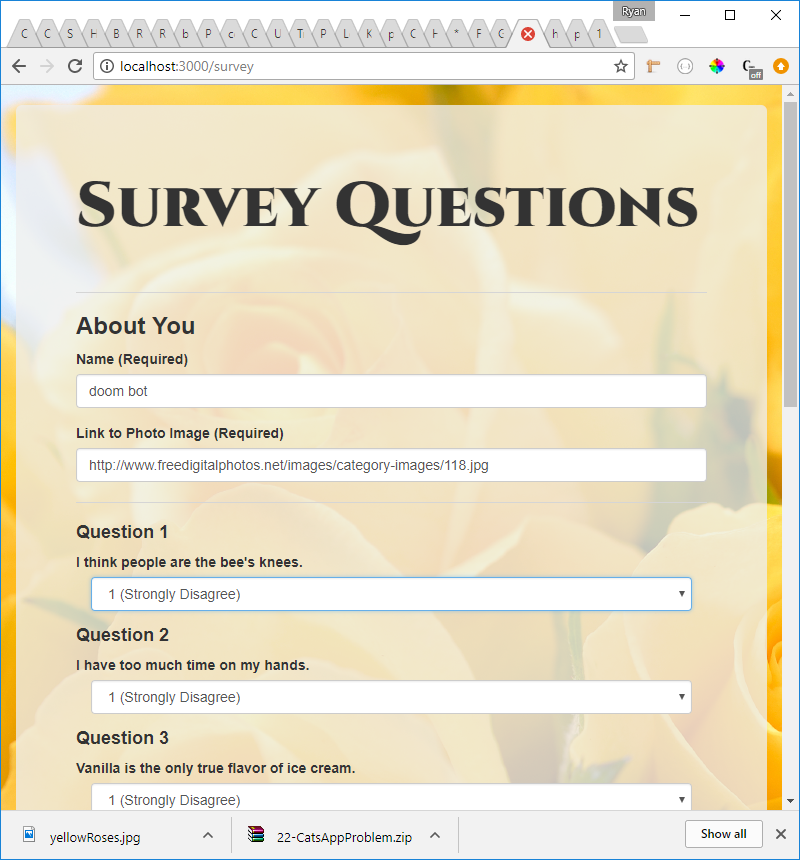 Ryan
C C S H B R R b P c C U T P L K p C H * F G h p 1
localhost:3000/survey
off
Survey Questions
About You
Name (Required)
doom bot
Link to Photo Image (Required)
http://www.freedigitalphotos.net/images/category-images/118.jpg
Question 1
I think people are the bee's knees.
1 (Strongly Disagree)
Question 2
I have too much time on my hands.
1 (Strongly Disagree)
Question 3
Vanilla is the only true flavor of ice cream.
1 (Strongly Disagree)
yellowRoses.jpg
22-CatsAppProblem.zip
Show all